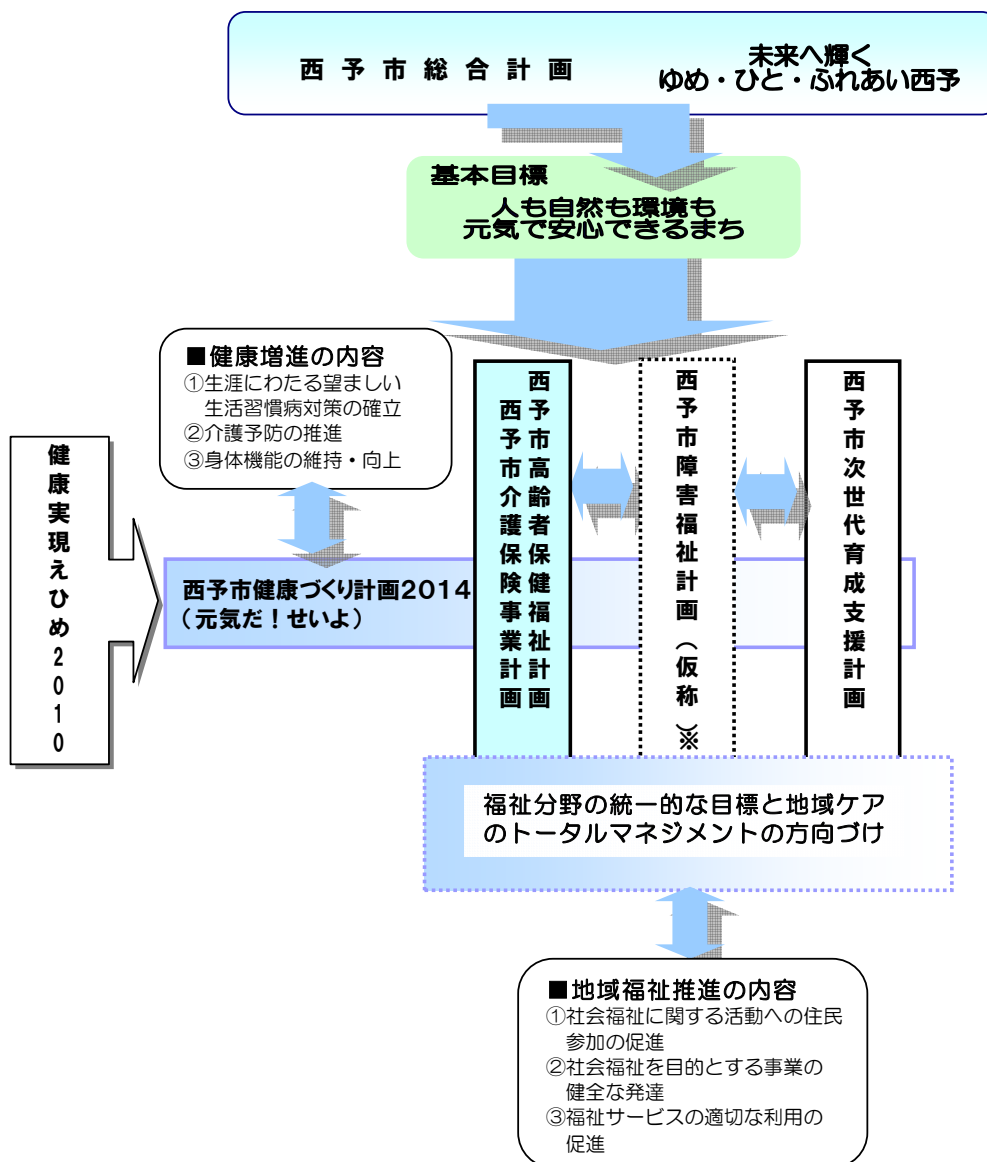 西予市総合計画
未来へ輝く
ゆめ・ひと・ふれあい西予
基本目標
人も自然も環境も
元気で安心できるまち
■健康増進の内容
①生涯にわたる望ましい
生活習慣病対策の確立
②介護予防の推進
③身体機能の維持・向上
健康実現えひめ2010
西予市健康づくり計画2014
（元気だ！せいよ）
西予市高齢者保健福祉計画
西予市介護保険事業計画
西予市障害福祉計画（仮称）※
西予市次世代育成支援計画
福祉分野の統一的な目標と地域ケア
のトータルマネジメントの方向づけ
■地域福祉推進の内容
①社会福祉に関する活動への住民
参加の促進
②社会福祉を目的とする事業の
健全な発達
③福祉サービスの適切な利用の
促進